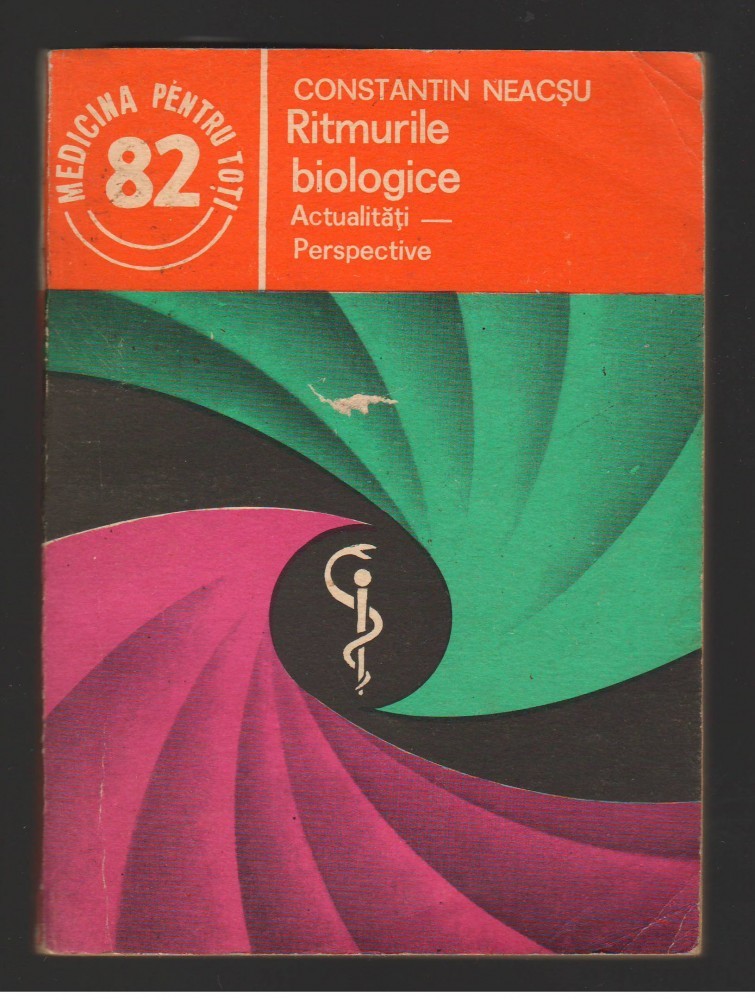 MEDICINA PENTRU TOȚI
82
CONSTANTIN NEACȘU
Ritmurile
biologice
Actualități —
Perspective